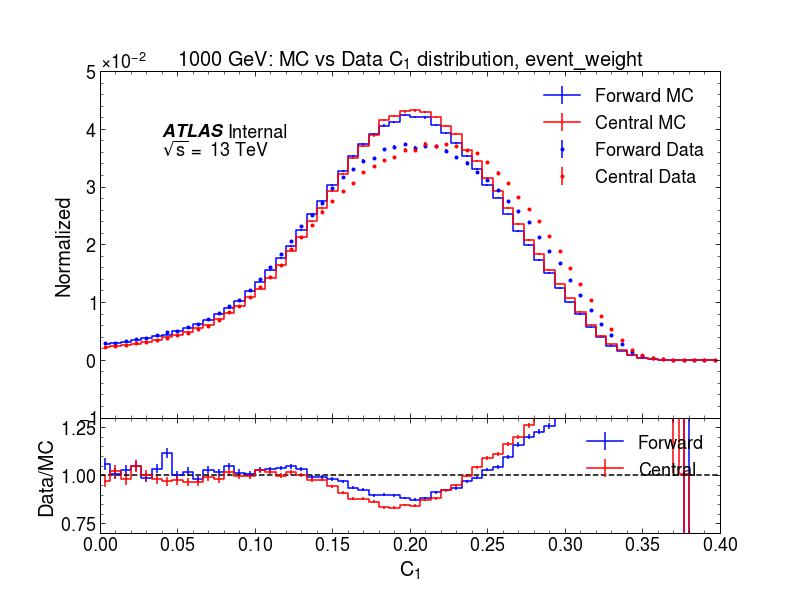 ×10⁻²
1000 GeV: MC vs Data C₁ distribution, event_weight
5
4
3
2
1
0
−1
Normalized
ATLAS Internal
√s = 13 TeV
Forward MC
Central MC
Forward Data
Central Data
1.25
1.00
0.75
Data/MC
Forward
Central
0.00 0.05 0.10 0.15 0.20 0.25 0.30 0.35 0.40
C₁